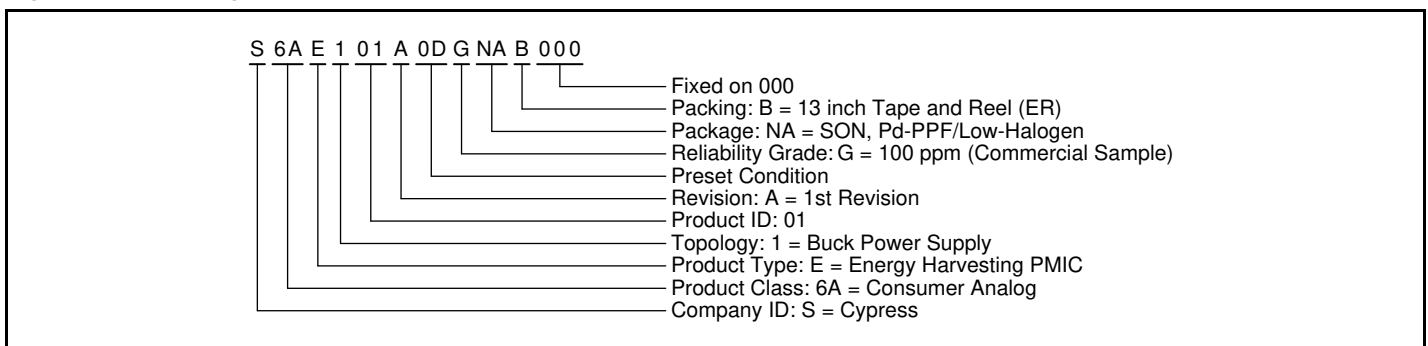 S 6A E 1 01 A 0D G NA B 000
Fixed on 000
Packing: B = 13 inch Tape and Reel (ER)
Package: NA = SON, Pd-PPF/Low-Halogen
Reliability Grade: G = 100 ppm (Commercial Sample)
Preset Condition
Revision: A = 1st Revision
Product ID: 01
Topology: 1 = Buck Power Supply
Product Type: E = Energy Harvesting PMIC
Product Class: 6A = Consumer Analog
Company ID: S = Cypress